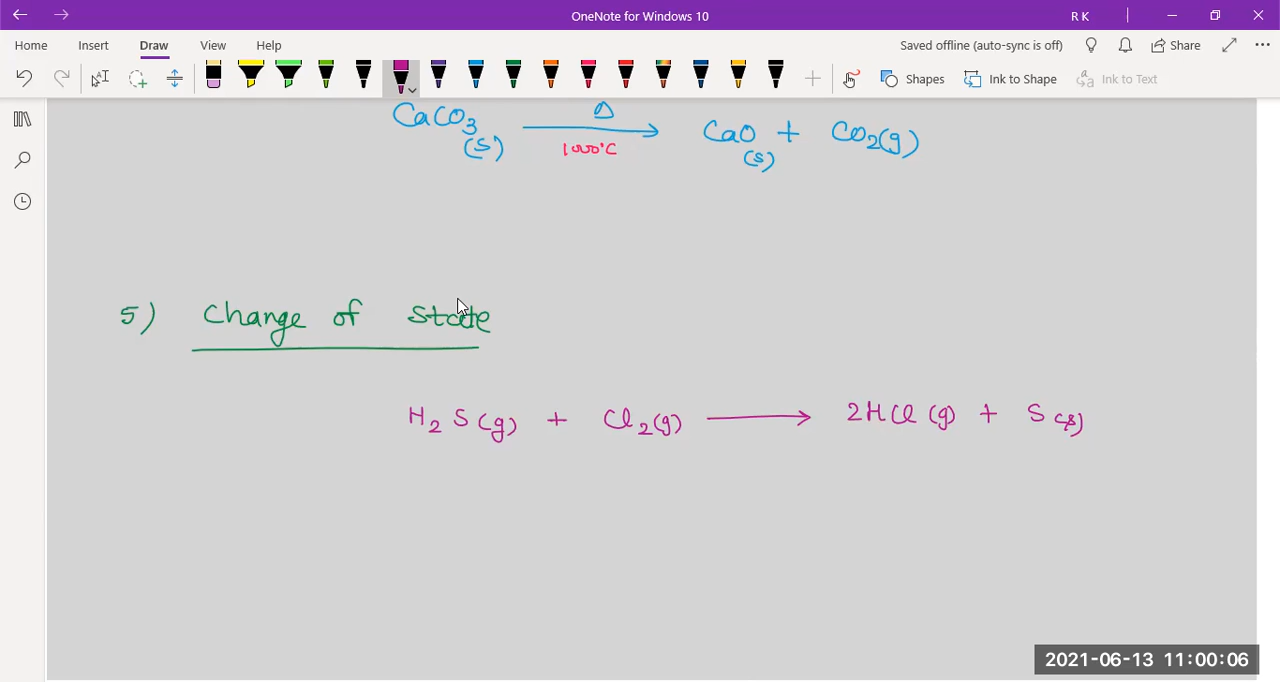 OneNote for Windows 10
R K
Home Insert Draw View Help
Saved offline (auto-sync is off) Share
Shapes Ink to Shape Ink to Text
CaCO3 (s) Δ 1000°C CaO (s) + CO2(g)
5) Change of State
H2S(g) + Cl2(g) ⟶ 2HCl(g) + S(s)
2021-06-13 11:00:06